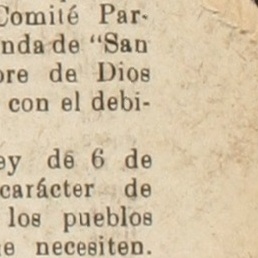 Comité Par-
nda de "San
bre de Dios
con el debi-
ey de 6 de
carácter de
los pueblos
e necesiten.